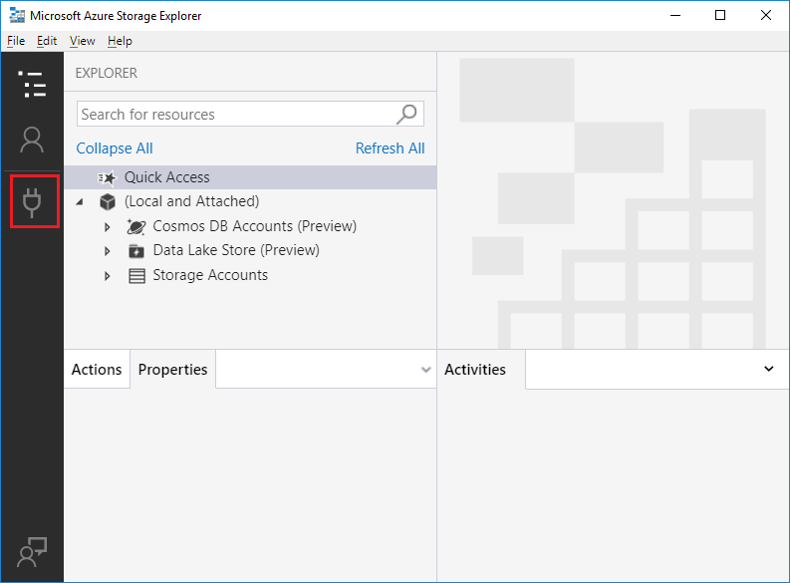 Microsoft Azure Storage Explorer
File Edit View Help
EXPLORER
Search for resources
Collapse All Refresh All
Quick Access
(Local and Attached)
Cosmos DB Accounts (Preview)
Data Lake Store (Preview)
Storage Accounts
Actions Properties Activities